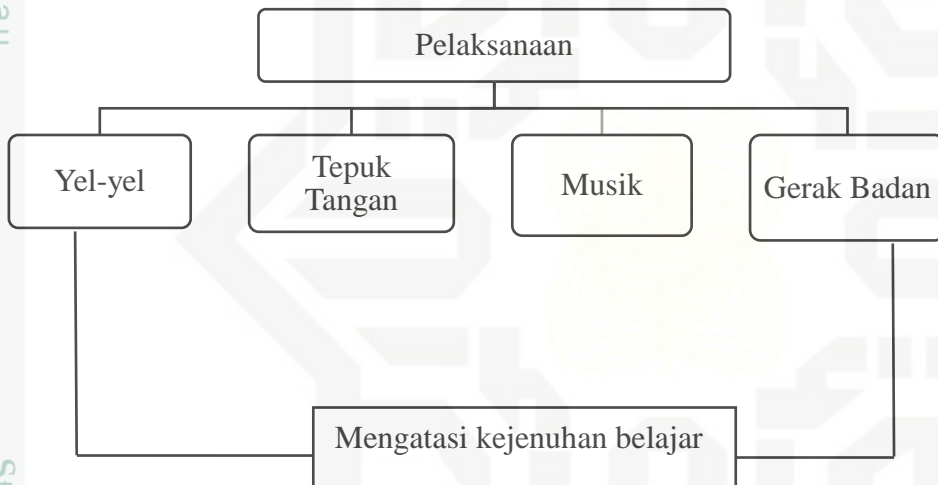 Pelaksanaan
Yel-yel
Tepuk
Tangan
Musik
Gerak Badan
Mengatasi kejenuhan belajar